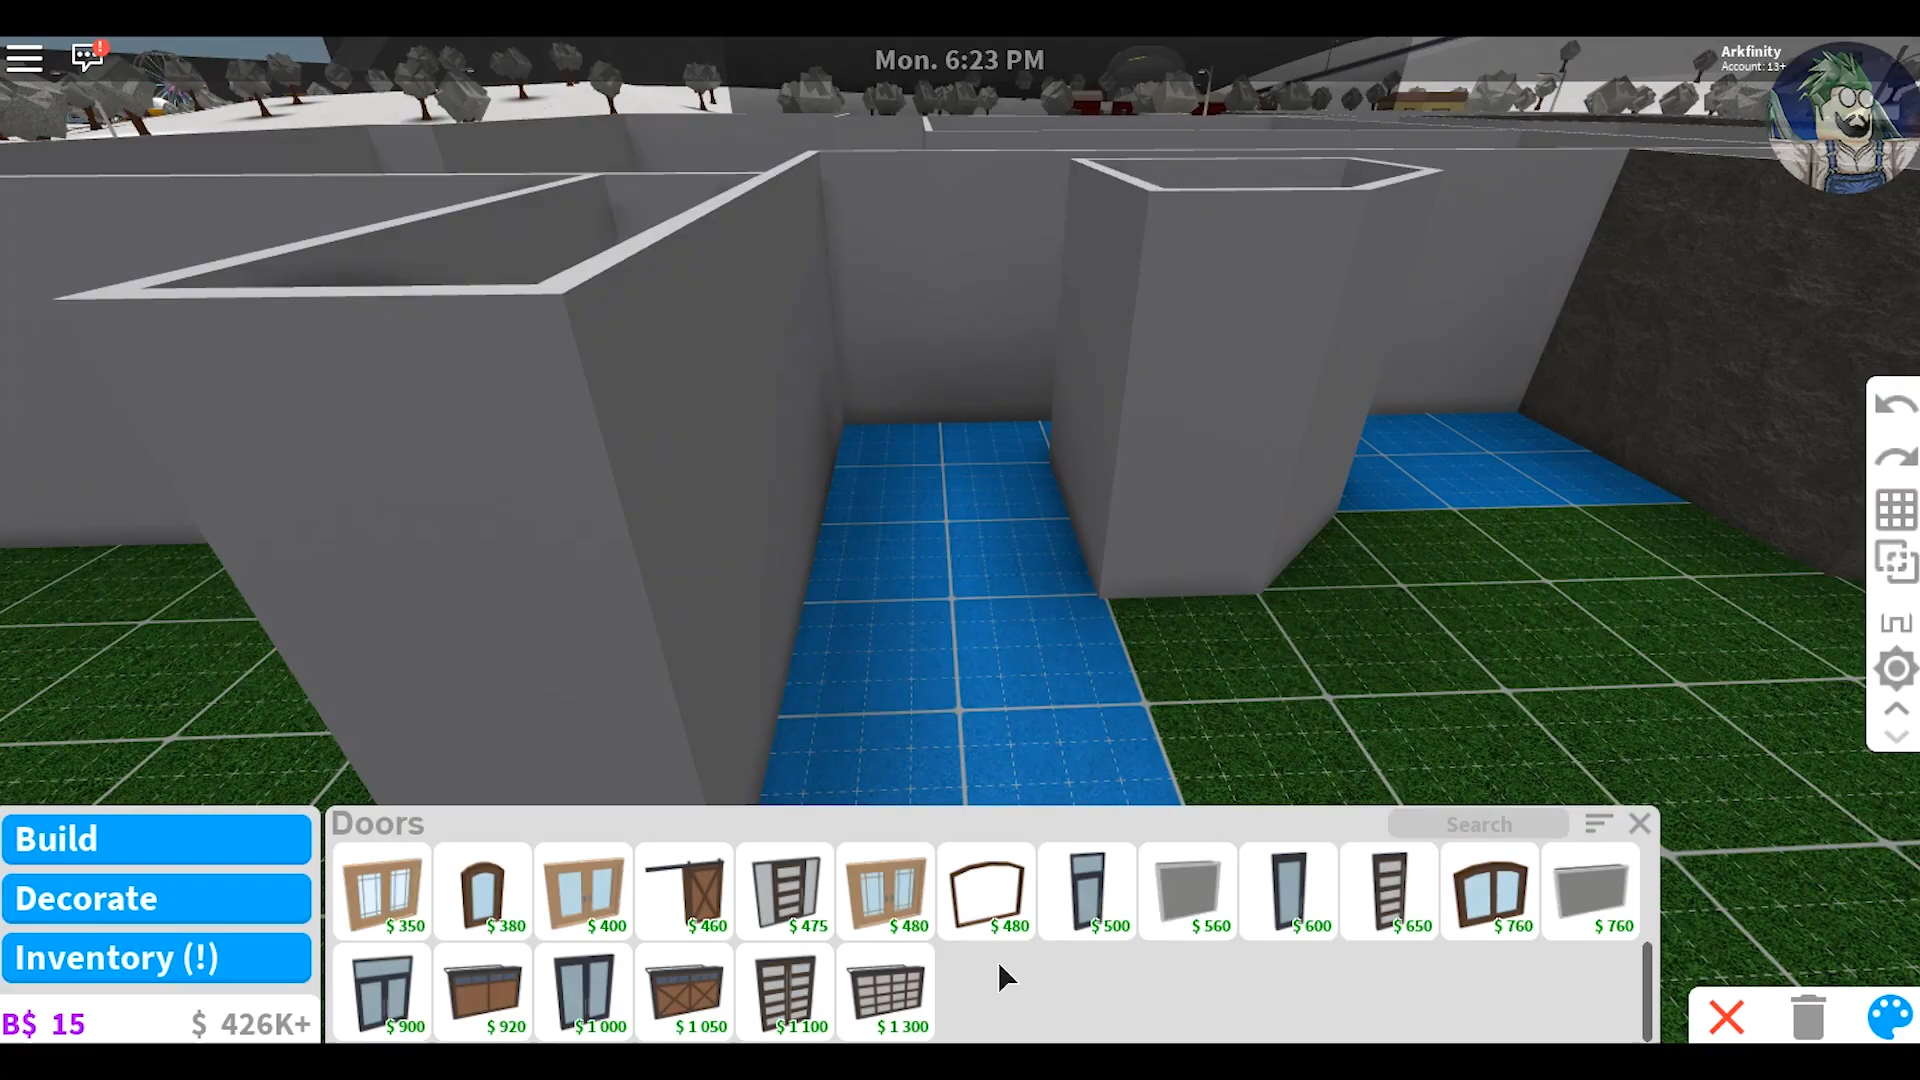 Mon. 6:23 PM
Arkfinity
Account: 13+
Build
Decorate
Inventory (!)
B$ 15
$ 426K+
Doors
Search
$ 350
$ 380
$ 400
$ 460
$ 475
$ 480
$ 480
$ 500
$ 560
$ 600
$ 650
$ 760
$ 760
$ 900
$ 920
$ 1 000
$ 1 050
$ 1 100
$ 1 300